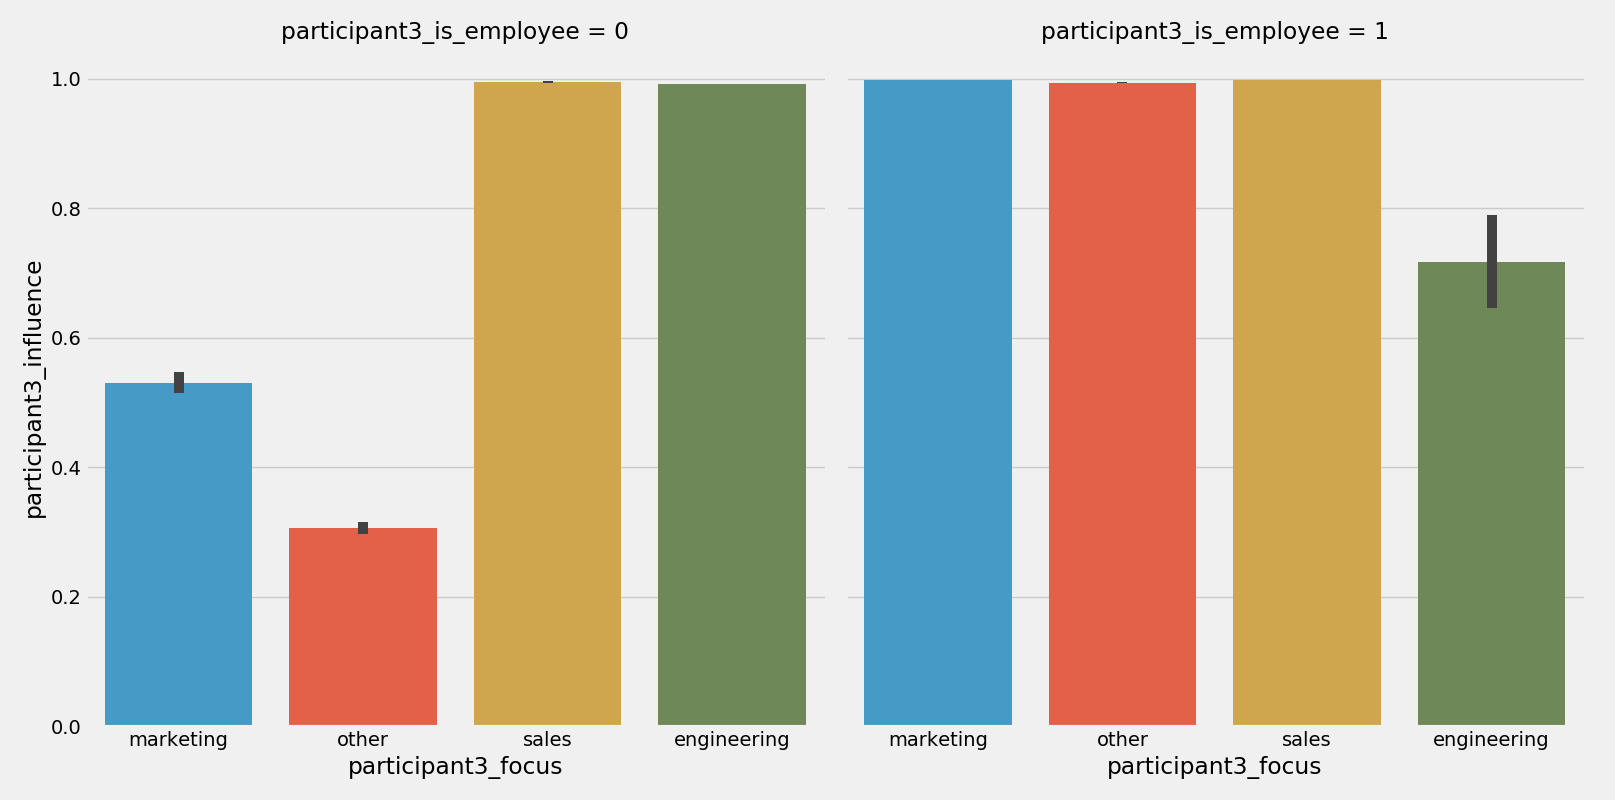 participant3_is_employee = 0
participant3_is_employee = 1
participant3_influence
1.0
0.8
0.6
0.4
0.2
0.0
marketing other sales engineering
marketing other sales engineering
participant3_focus
participant3_focus